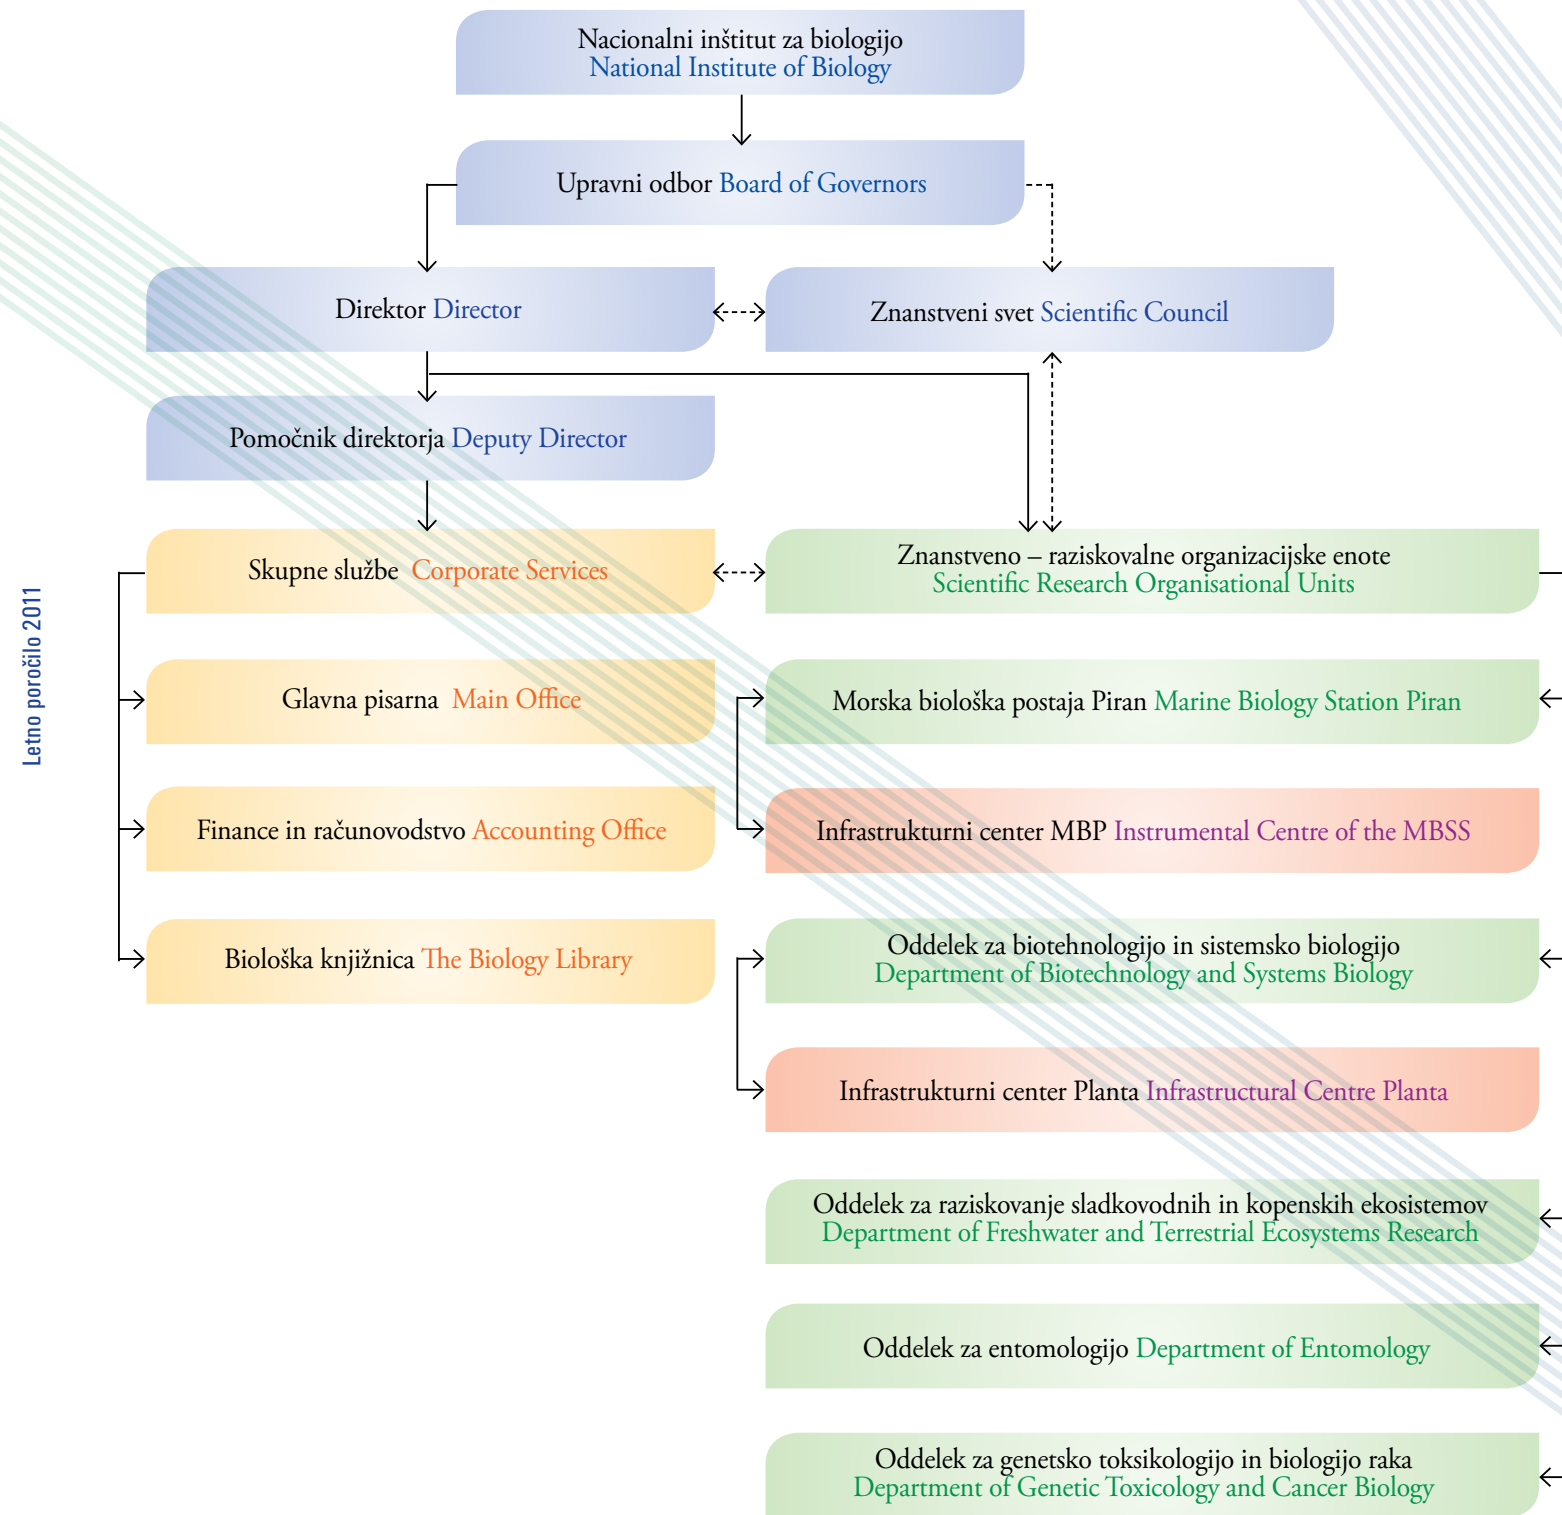 Nacionalni inštitut za biologijo
National Institute of Biology
Upravni odbor Board of Governors
Direktor Director
Znanstveni svet Scientific Council
Pomočnik direktorja Deputy Director
Skupne službe Corporate Services
Znanstveno – raziskovalne organizacijske enote
Scientific Research Organisational Units
Letno poročilo 2011
Glavna pisarna Main Office
Morska biološka postaja Piran Marine Biology Station Piran
Finance in računovodstvo Accounting Office
Infrastrukturni center MBP Instrumental Centre of the MBSS
Biološka knjižnica The Biology Library
Oddelek za biotehnologijo in sistemsko biologijo
Department of Biotechnology and Systems Biology
Infrastrukturni center Planta Infrastructural Centre Planta
Oddelek za raziskovanje sladkovodnih in kopenskih ekosistemov
Department of Freshwater and Terrestrial Ecosystems Research
Oddelek za entomologijo Department of Entomology
Oddelek za genetsko toksikologijo in biologijo raka
Department of Genetic Toxicology and Cancer Biology